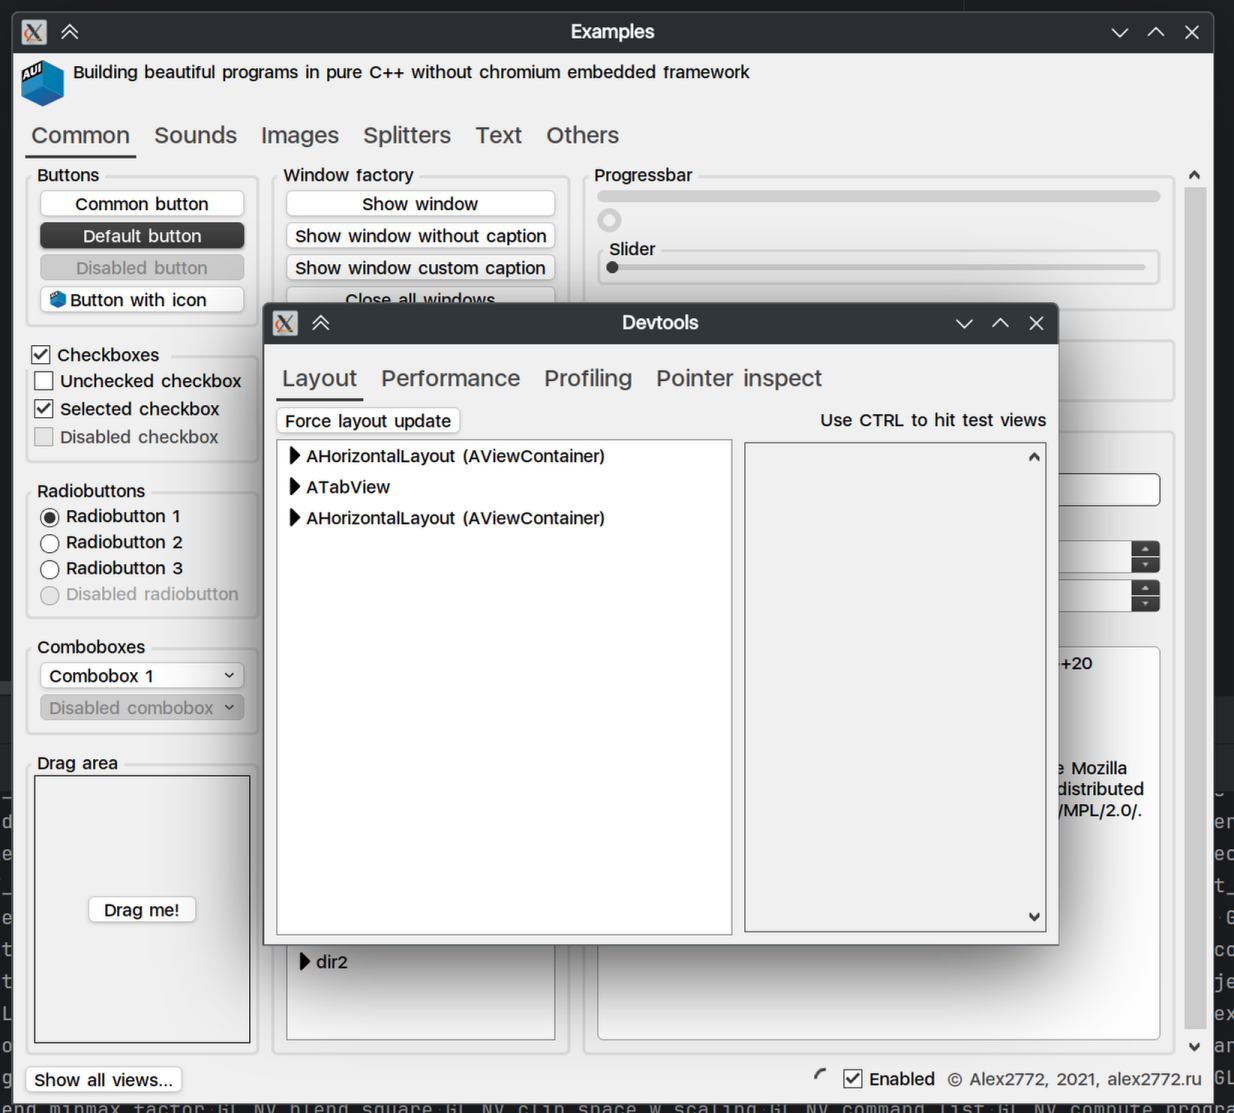 Examples
AUI
Building beautiful programs in pure C++ without chromium embedded framework
Common Sounds Images Splitters Text Others
Buttons
Common button
Default button
Disabled button
Button with icon
Checkboxes
Unchecked checkbox
Selected checkbox
Disabled checkbox
Radiobuttons
Radiobutton 1
Radiobutton 2
Radiobutton 3
Disabled radiobutton
Comboboxes
Combobox 1
Disabled combobox
Drag area
Drag me!
Window factory
Show window
Show window without caption
Show window custom caption
Close all windows
dir2
Progressbar
Slider
+20
Mozilla
distributed
/MPL/2.0/.
Devtools
Layout Performance Profiling Pointer inspect
Force layout update
Use CTRL to hit test views
AHorizontalLayout (AViewContainer)
ATabView
AHorizontalLayout (AViewContainer)
Show all views...
Enabled © Alex2772, 2021, alex2772.ru